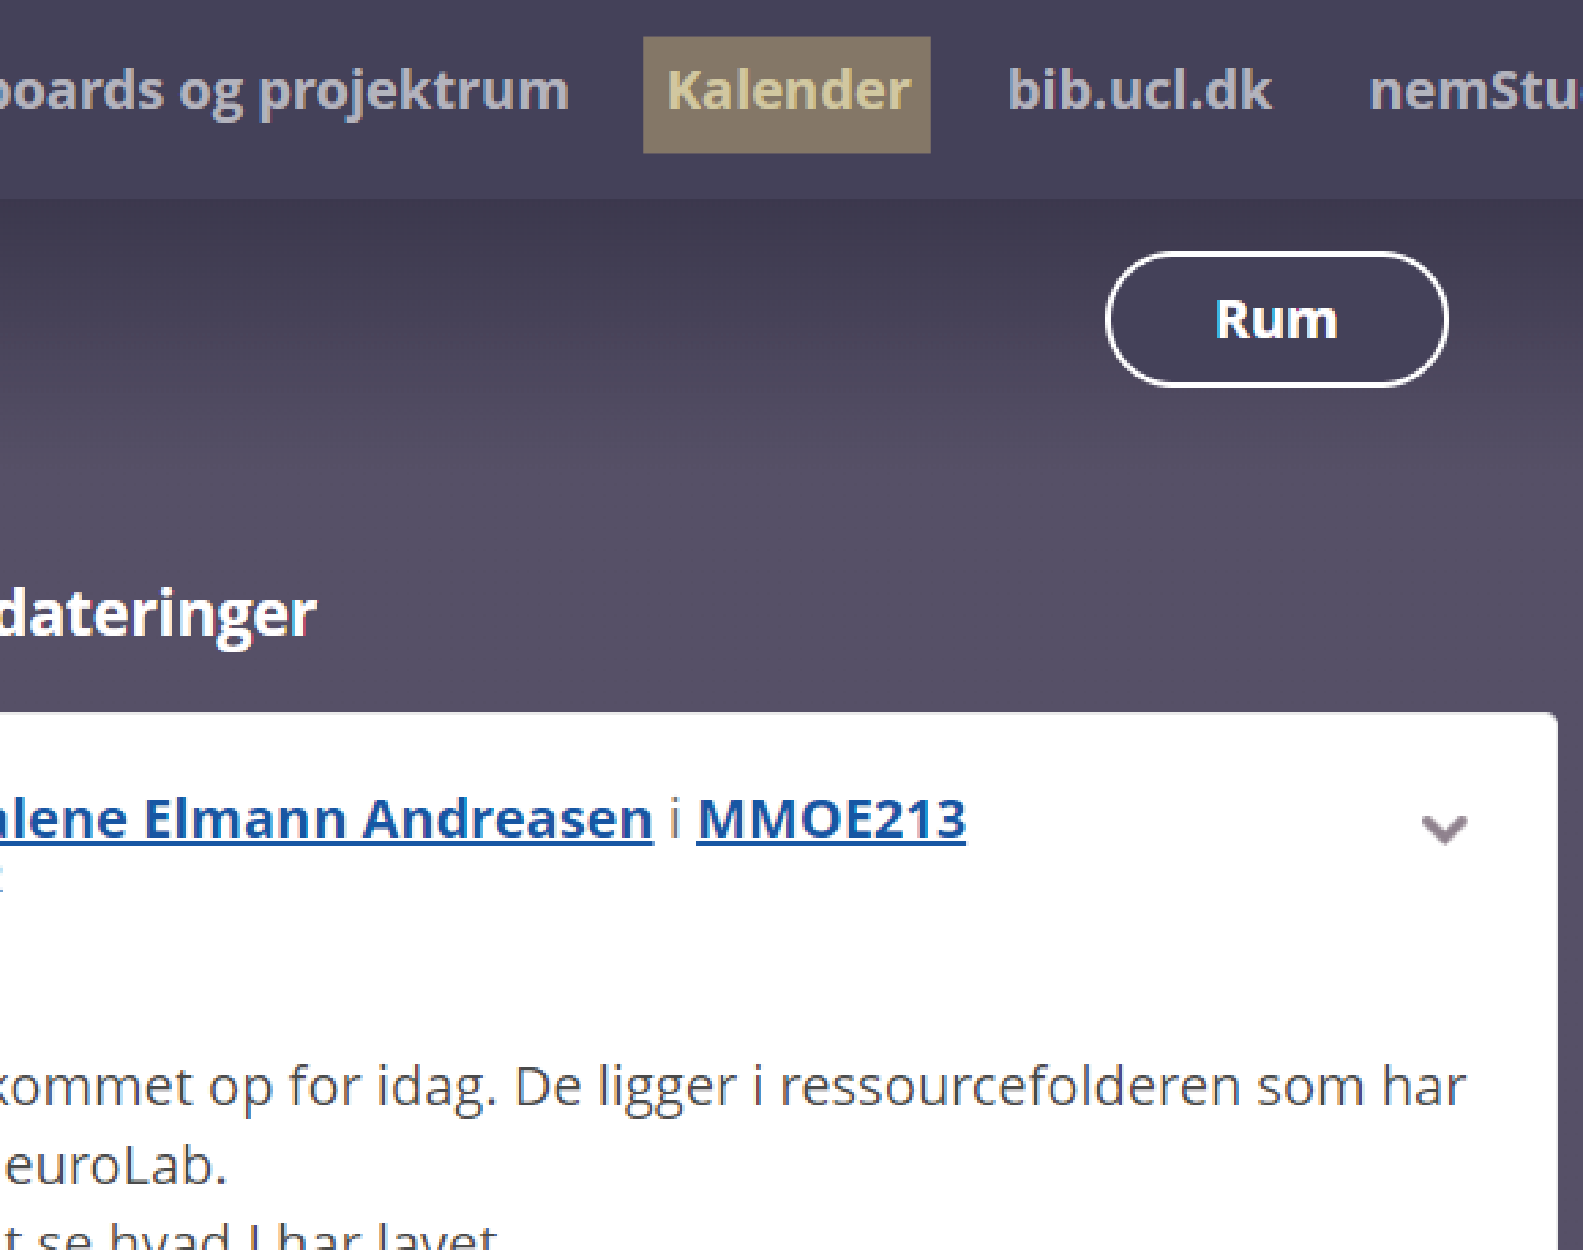 boards og projektrum Kalender bib.ucl.dk nemStu
Rum
dateringer
alene Elmann Andreasen i MMOE213
kommet op for idag. De ligger i ressourcefolderen som har
euroLab.
t se hvad I har lavet